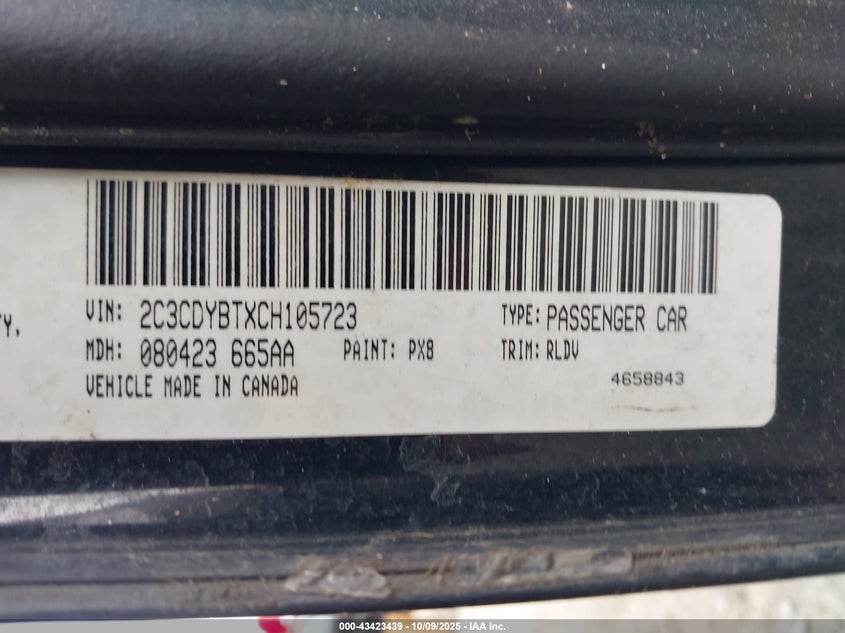 TY,
VIN: 2C3CDYBTXCH105723 TYPE: PASSENGER CAR
MDH: 080423 665AA PAINT: PX8 TRIM: RLDV
VEHICLE MADE IN CANADA 4658843
000-43423439 - 10/09/2025 - IAA Inc.